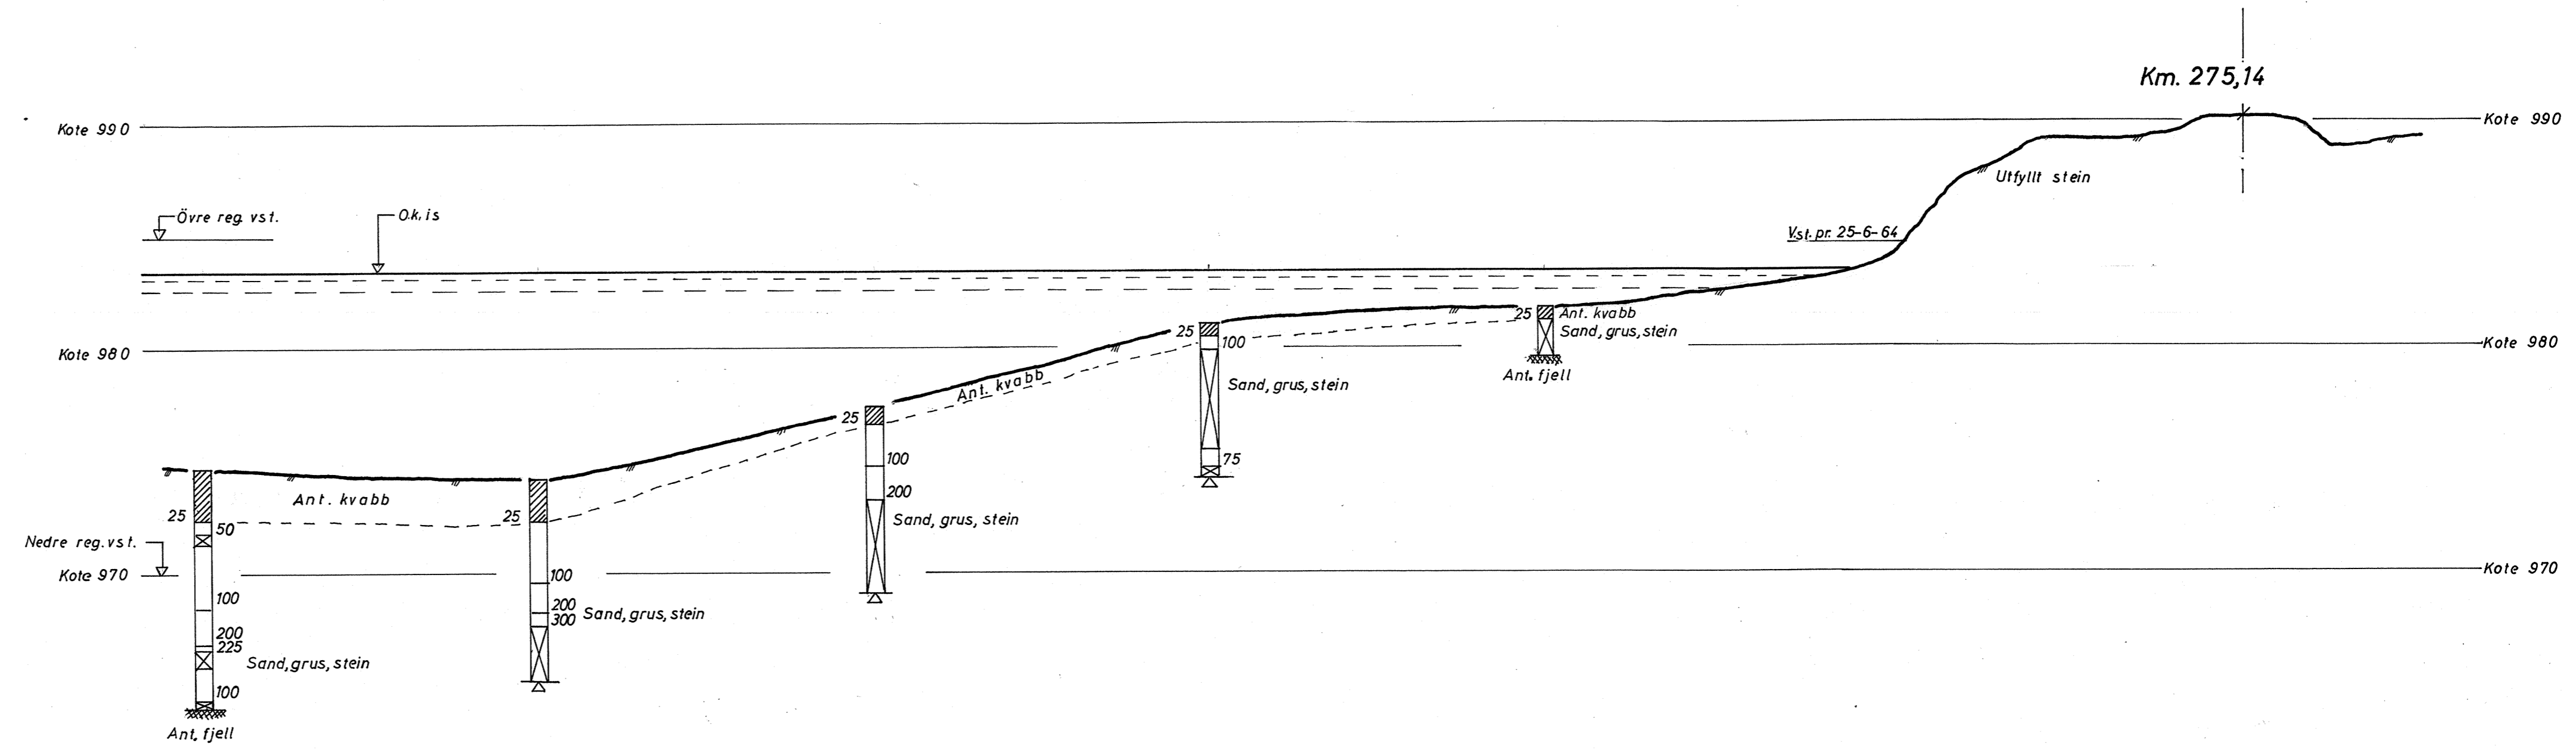 Km. 275,14
Kote 990
Kote 990
Utfyllt stein
Övre reg. vst.
O.k. is
V.st. pr. 25-6-64
25
Ant. kvabb
Sand, grus, stein
25
100
Kote 980
Kote 980
Ant. fjell
Ant. kvabb
Sand, grus, stein
25
100
75
200
Sand, grus, stein
Ant. kvabb
25
50
25
Nedre reg. vst.
Kote 970
Kote 970
100
100
200
300
Sand, grus, stein
200
225
Sand, grus, stein
100
Ant. fjell